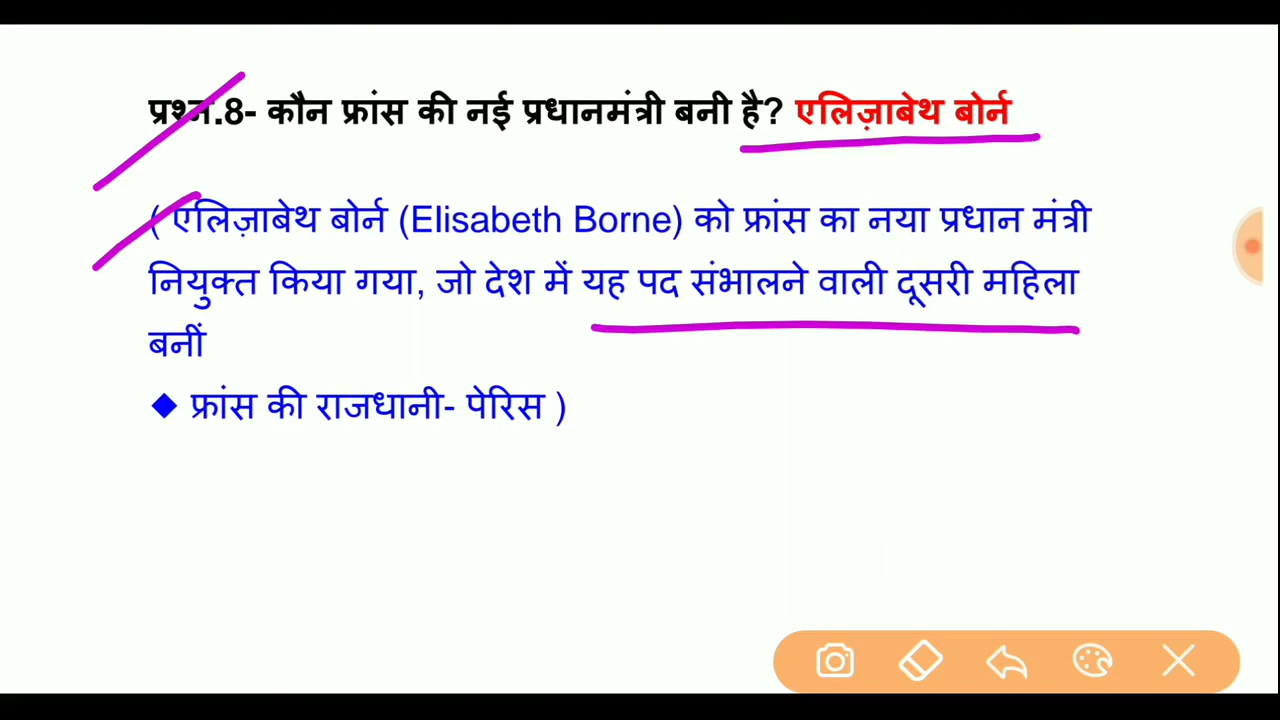 प्रश्न.8- कौन फ्रांस की नई प्रधानमंत्री बनी है? एलिज़ाबेथ बोर्न
( एलिज़ाबेथ बोर्न (Elisabeth Borne) को फ्रांस का नया प्रधान मंत्री
नियुक्त किया गया, जो देश में यह पद संभालने वाली दूसरी महिला
बनीं
◆ फ्रांस की राजधानी- पेरिस )